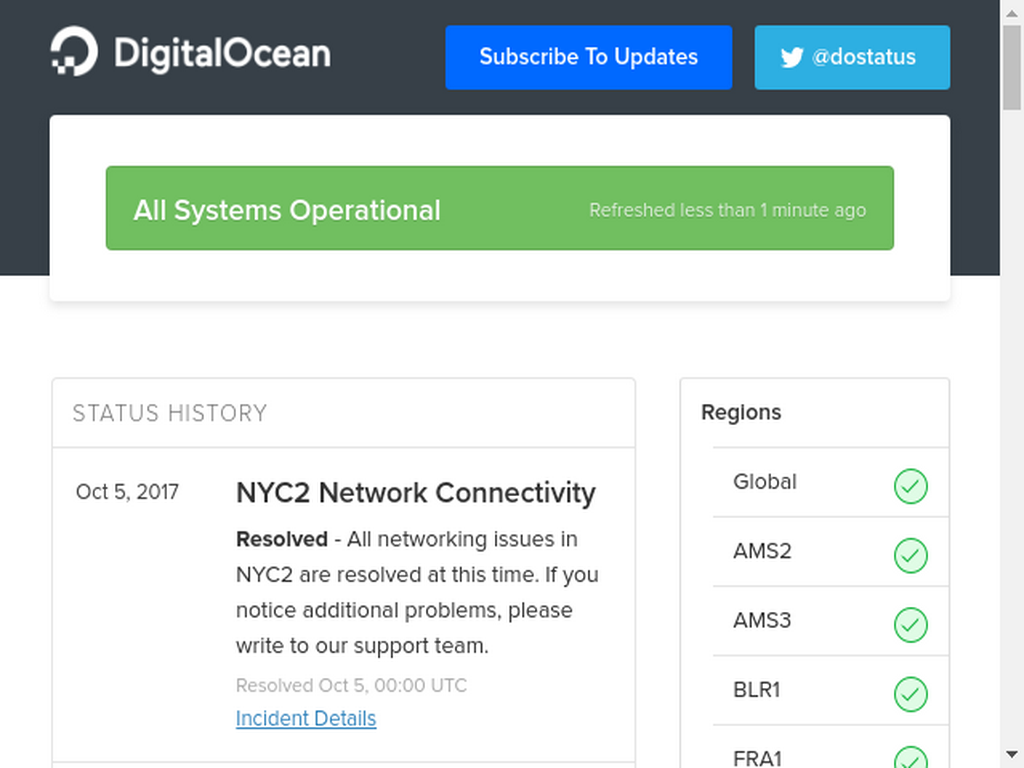 DigitalOcean
Subscribe To Updates
@dostatus
All Systems Operational
Refreshed less than 1 minute ago
STATUS HISTORY
Oct 5, 2017
NYC2 Network Connectivity
Resolved - All networking issues in
NYC2 are resolved at this time. If you
notice additional problems, please
write to our support team.
Resolved Oct 5, 00:00 UTC
Incident Details
Regions
Global
AMS2
AMS3
BLR1
FRA1